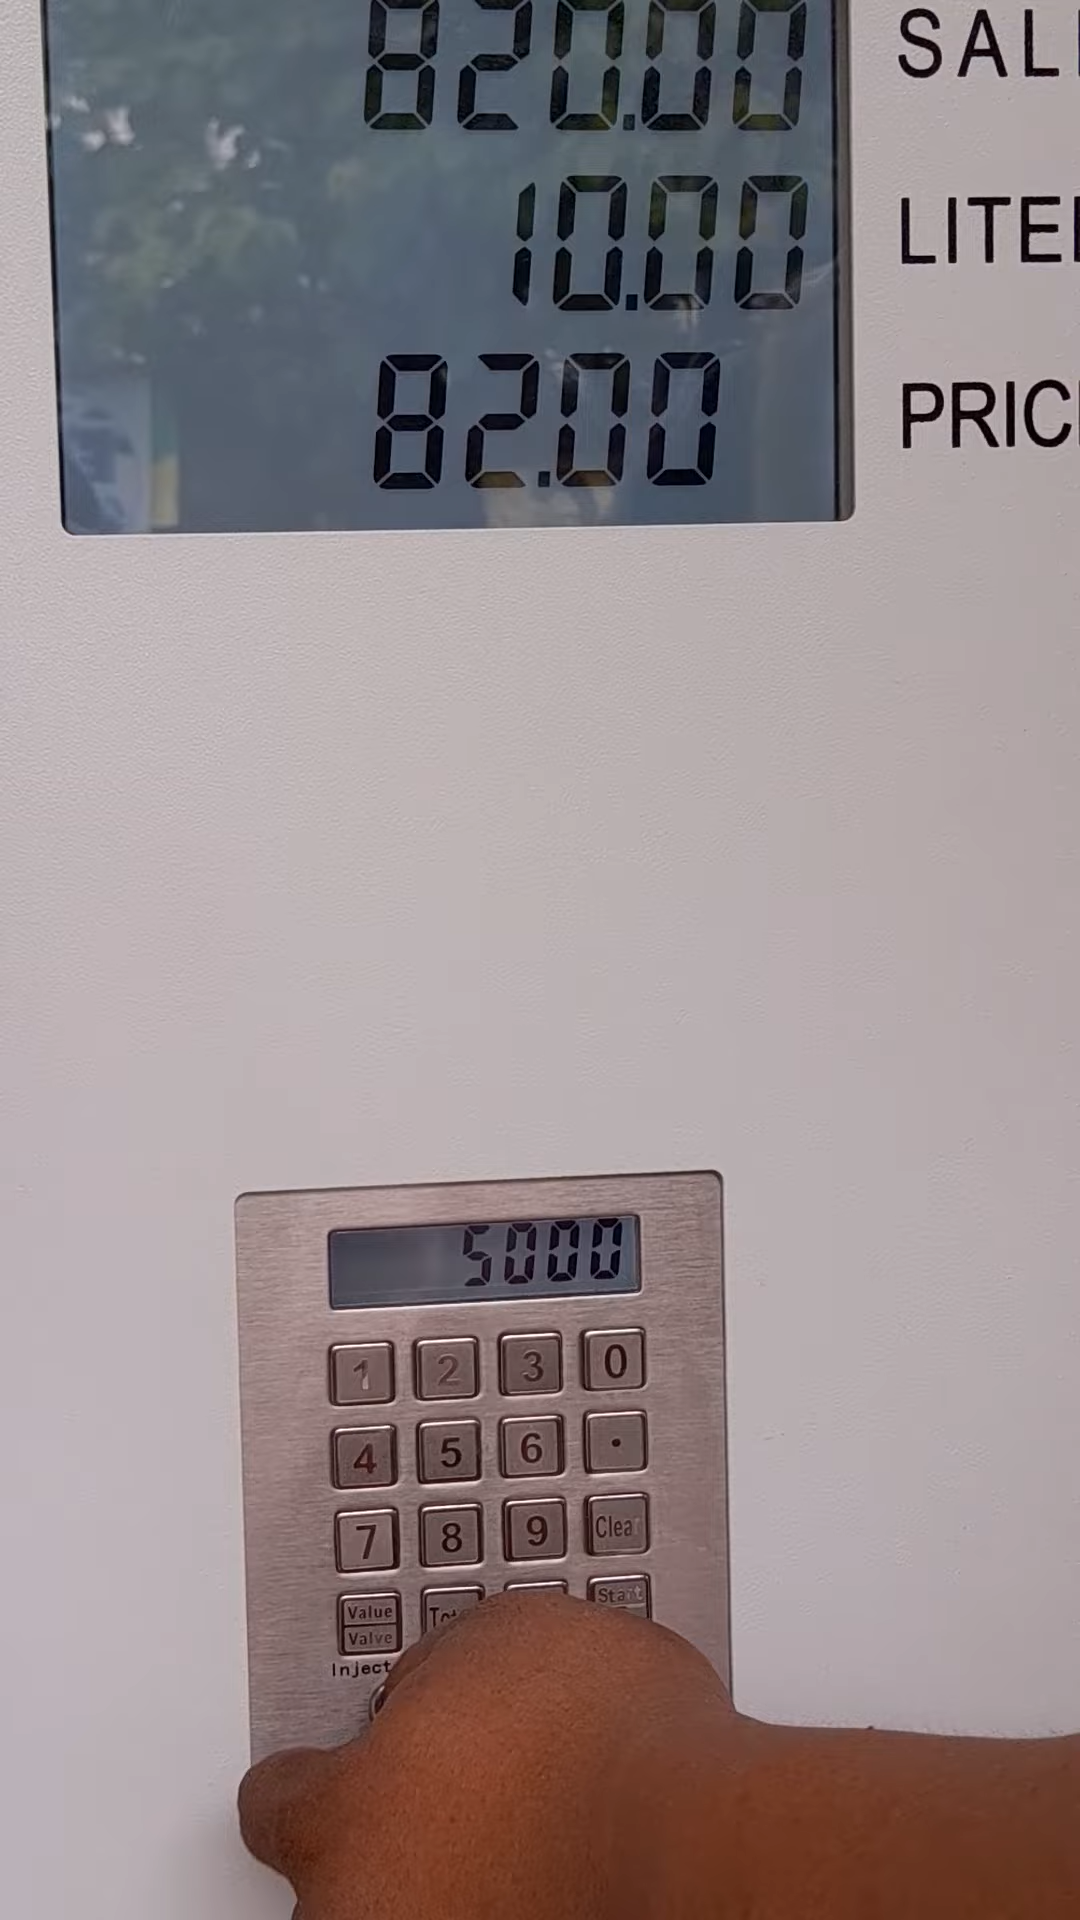 820.00 SAL
10.00 LITE
82.00 PRIC
5000
1 2 3 0
4 5 6 .
7 8 9 Clea
Value Start
Valve
Inject